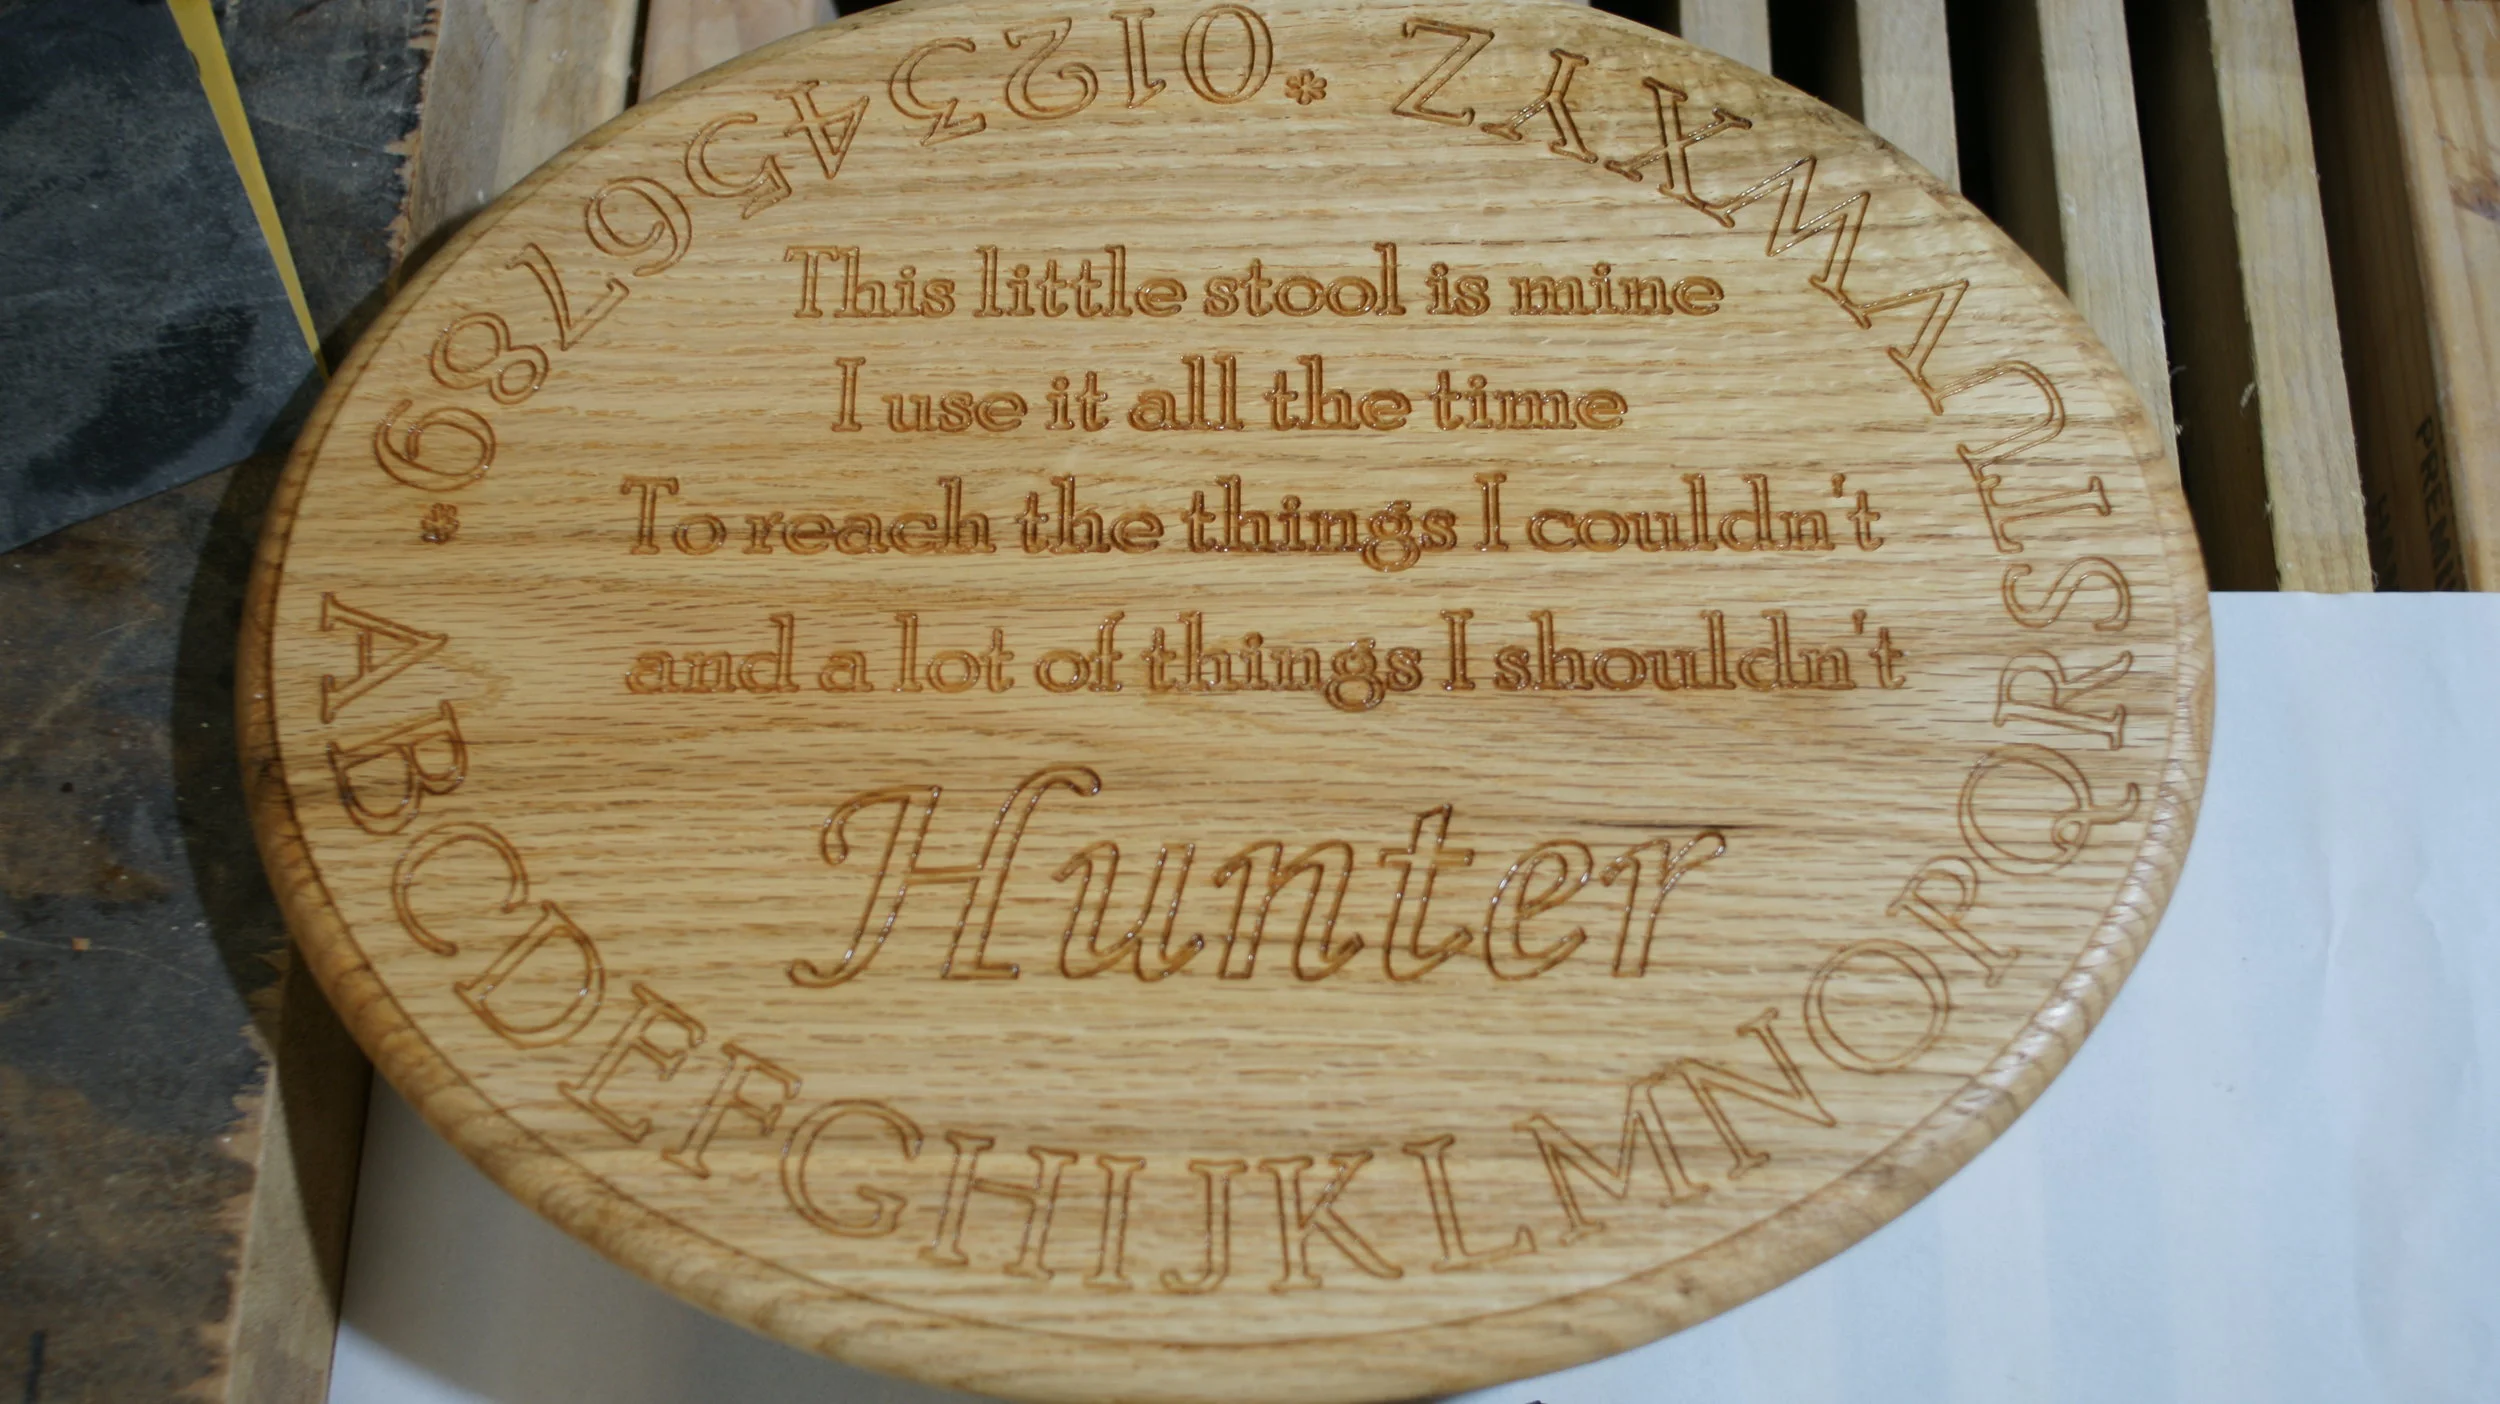 This little stool is mine
I use it all the time
To reach the things I couldn't
and a lot of things I shouldn't
Hunter
ABCDEFGHIJKLMNOPQRSTUVWXYZ * 0123456789 *